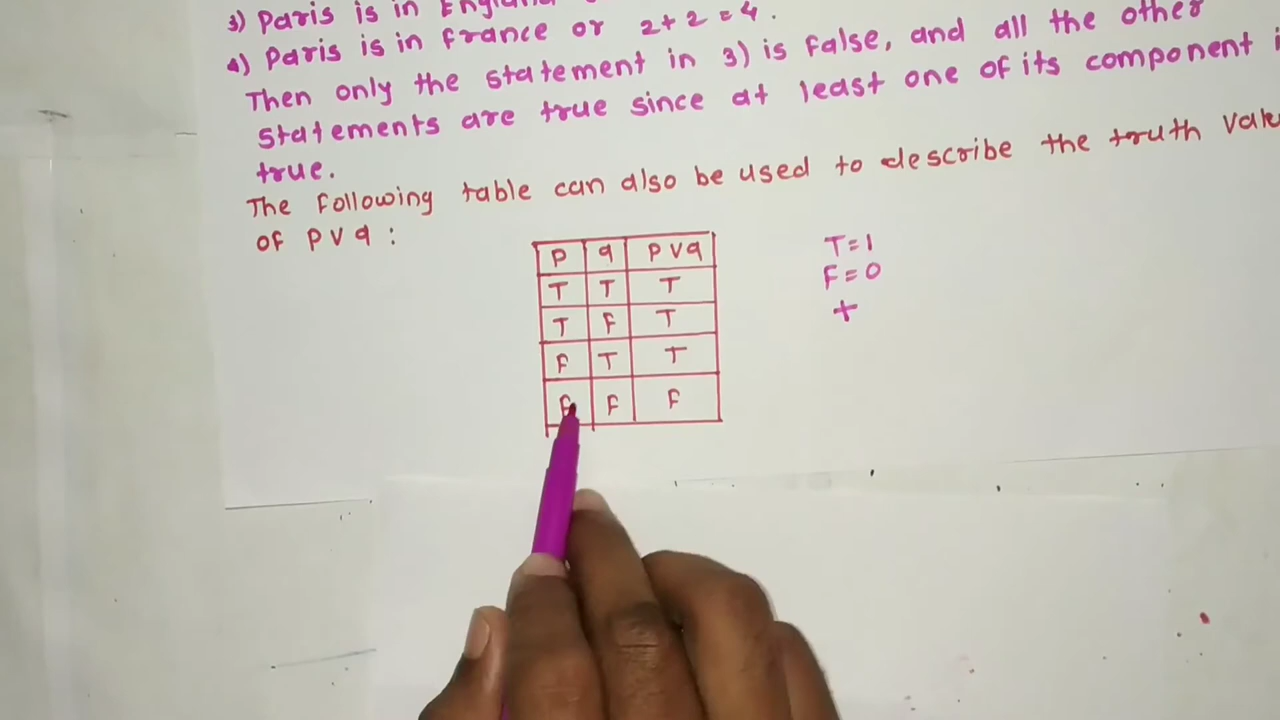 3) Paris is in England
4) Paris is in france or 2+2=4.
Then only the statement in 3) is false, and all the other
statements are true since at least one of its component
true.
The following table can also be used to describe the truth
of p V q :
P q P V q
T T T
T F T
F T T
F F F
T=1
F=0
+